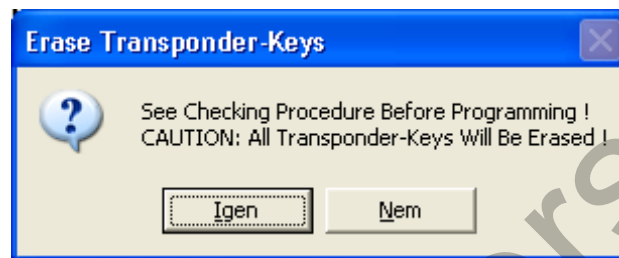 Erase Transponder-Keys
See Checking Procedure Before Programming !
CAUTION: All Transponder-Keys Will Be Erased !
Igen
Nem